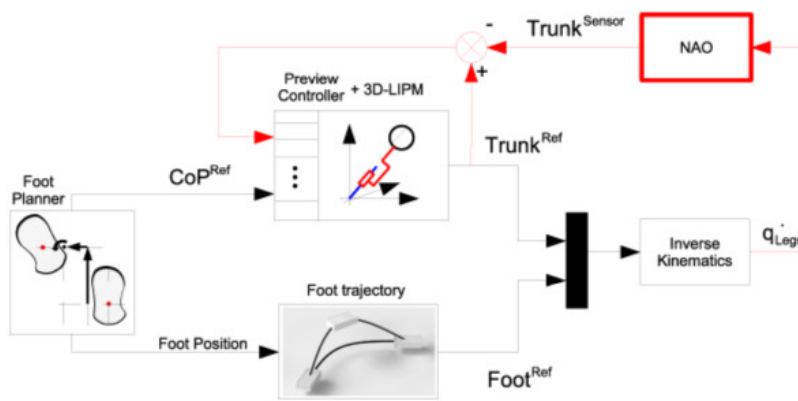 Trunk^Sensor
NAO
-
+
Preview
Controller + 3D-LIPM
Trunk^Ref
CoP^Ref
Foot
Planner
Inverse
Kinematics
q̇Legs
Foot trajectory
Foot Position
Foot^Ref